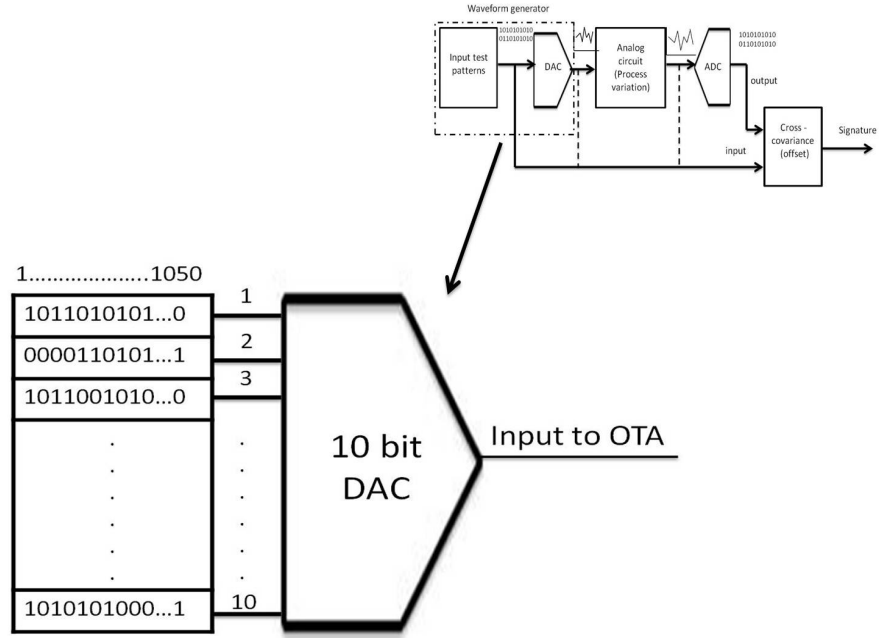 Waveform generator
Input test
patterns
1010101010
0110101010
DAC
Analog
circuit
(Process
variation)
ADC
1010101010
0110101010
output
input
Cross -
covariance
(offset)
Signature
1...................1050
1011010101...0
0000110101...1
1011001010...0
1010101000...1
1
2
3
10
10 bit
DAC
Input to OTA